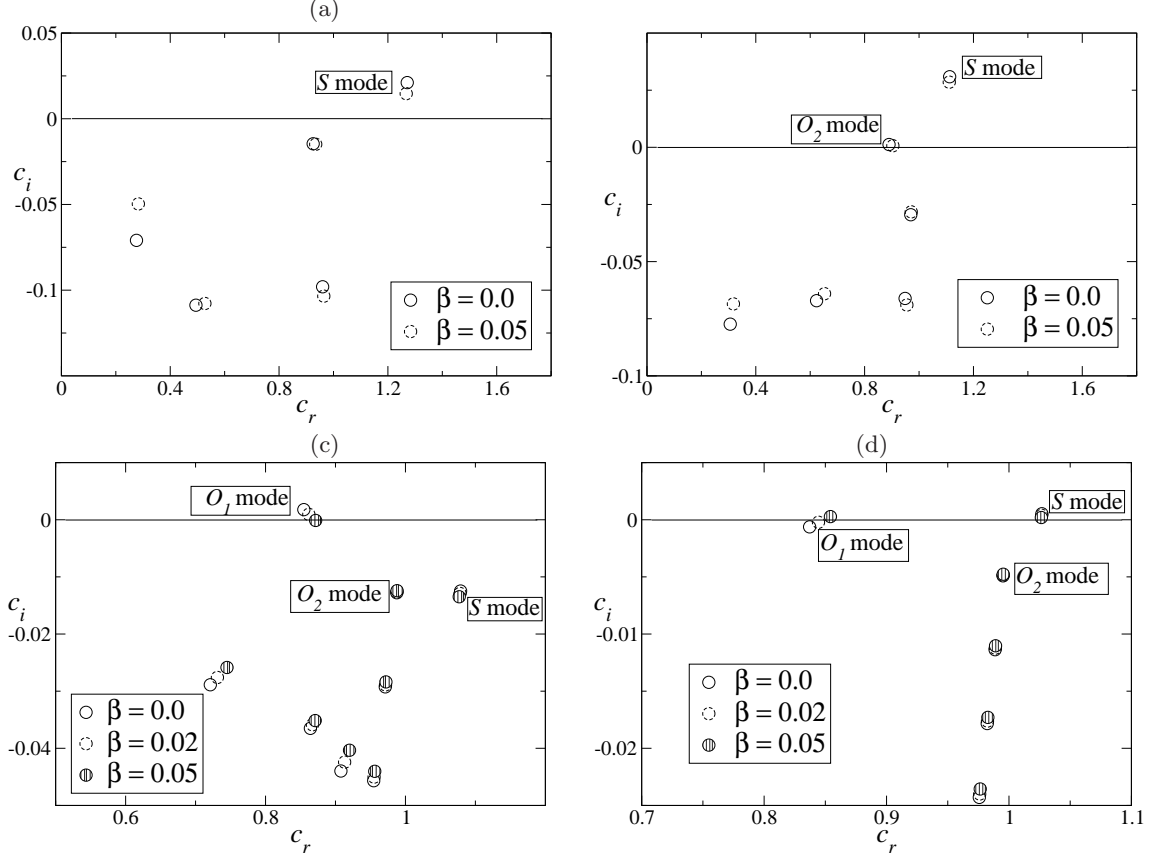 (a)
0.05
0
-0.05
-0.1
c_i
S mode
β = 0.0
β = 0.05
0 0.4 0.8 1.2 1.6
c_r
0
-0.05
-0.1
c_i
S mode
O_2 mode
β = 0.0
β = 0.05
0 0.4 0.8 1.2 1.6
c_r
(c)
0
-0.02
-0.04
c_i
O_1 mode
O_2 mode
S mode
β = 0.0
β = 0.02
β = 0.05
0.6 0.8 1
c_r
(d)
0
-0.01
-0.02
c_i
S mode
O_1 mode
O_2 mode
β = 0.0
β = 0.02
β = 0.05
0.7 0.8 0.9 1 1.1
c_r